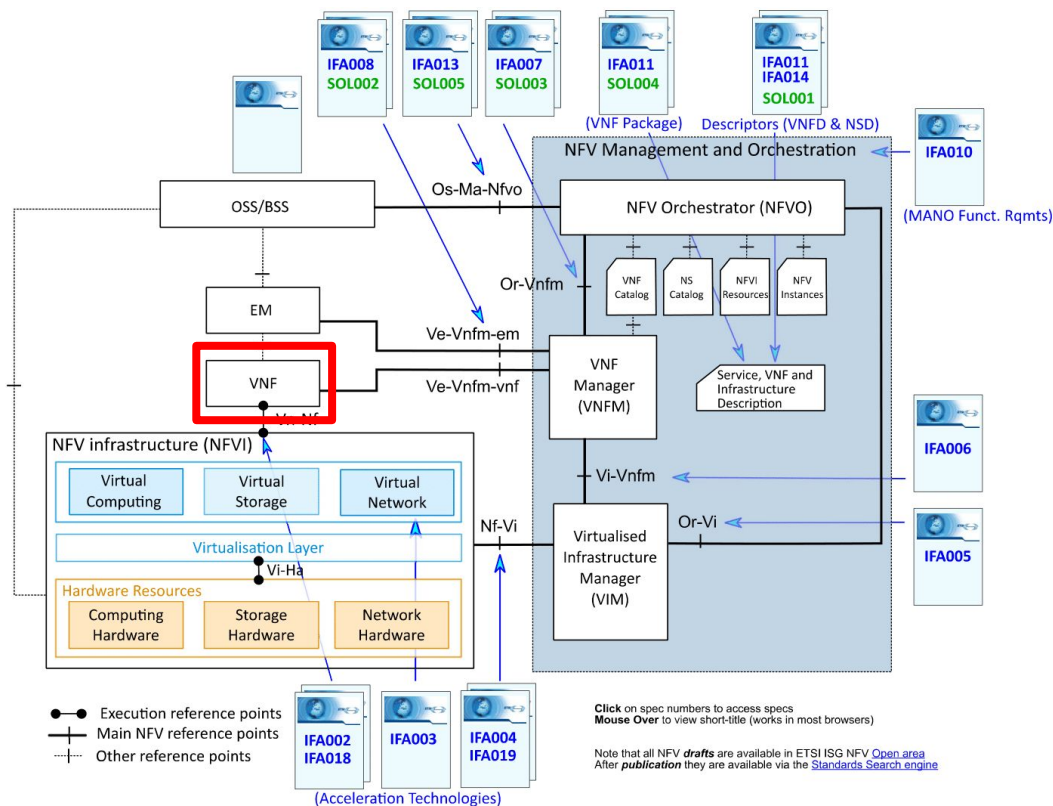 IFA008
SOL002
IFA013
SOL005
IFA007
SOL003
IFA011
SOL004
IFA011
IFA014
SOL001
(VNF Package)
Descriptors (VNFD & NSD)
IFA010
(MANO Funct. Rqmts)
NFV Management and Orchestration
Os-Ma-Nfvo
OSS/BSS
NFV Orchestrator (NFVO)
VNF
Catalog
NS
Catalog
NFVI
Resources
NFV
Instances
Or-Vnfm
EM
Ve-Vnfm-em
VNF
Ve-Vnfm-vnf
VNF
Manager
(VNFM)
Service, VNF and
Infrastructure
Description
Vn-Nf
NFV infrastructure (NFVI)
Virtual
Computing
Virtual
Storage
Virtual
Network
IFA006
Vi-Vnfm
Or-Vi
Nf-Vi
IFA005
Virtualised
Infrastructure
Manager
(VIM)
Virtualisation Layer
Vi-Ha
Hardware Resources
Computing
Hardware
Storage
Hardware
Network
Hardware
Execution reference points
Main NFV reference points
Other reference points
IFA002
IFA018
IFA003
IFA004
IFA019
(Acceleration Technologies)
Click on spec numbers to access specs
Mouse Over to view short-title (works in most browsers)
Note that all NFV drafts are available in ETSI ISG NFV Open area
After publication they are available via the Standards Search engine